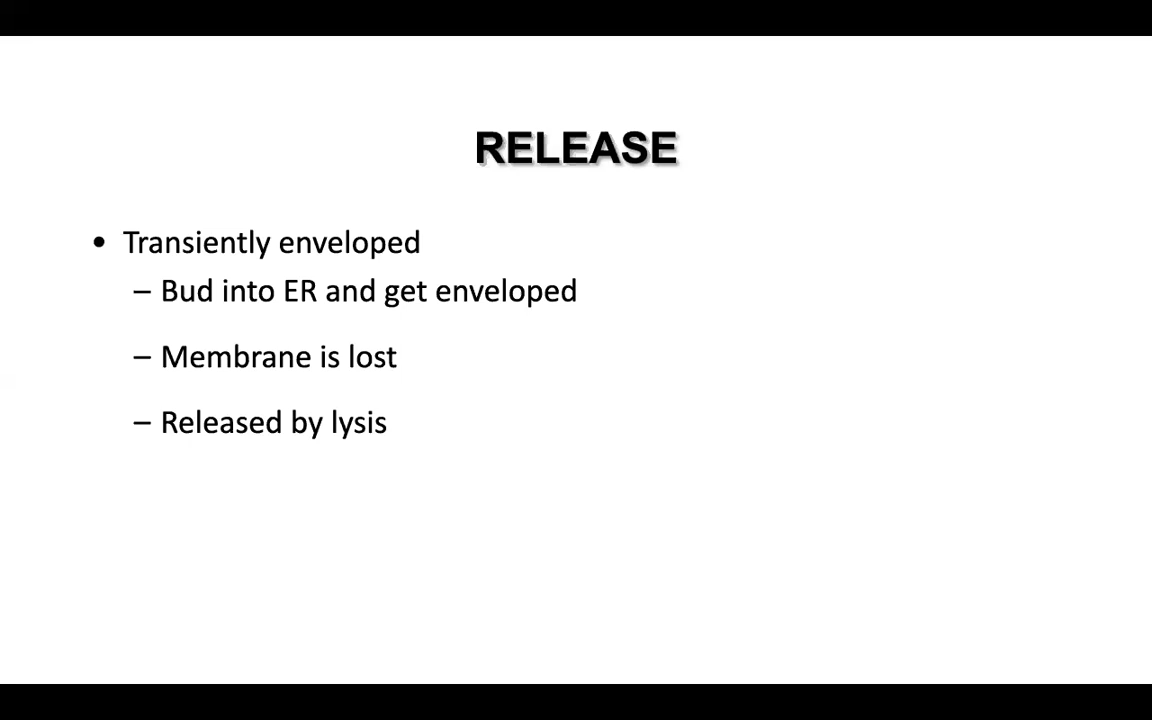 RELEASE
• Transiently enveloped
– Bud into ER and get enveloped
– Membrane is lost
– Released by lysis